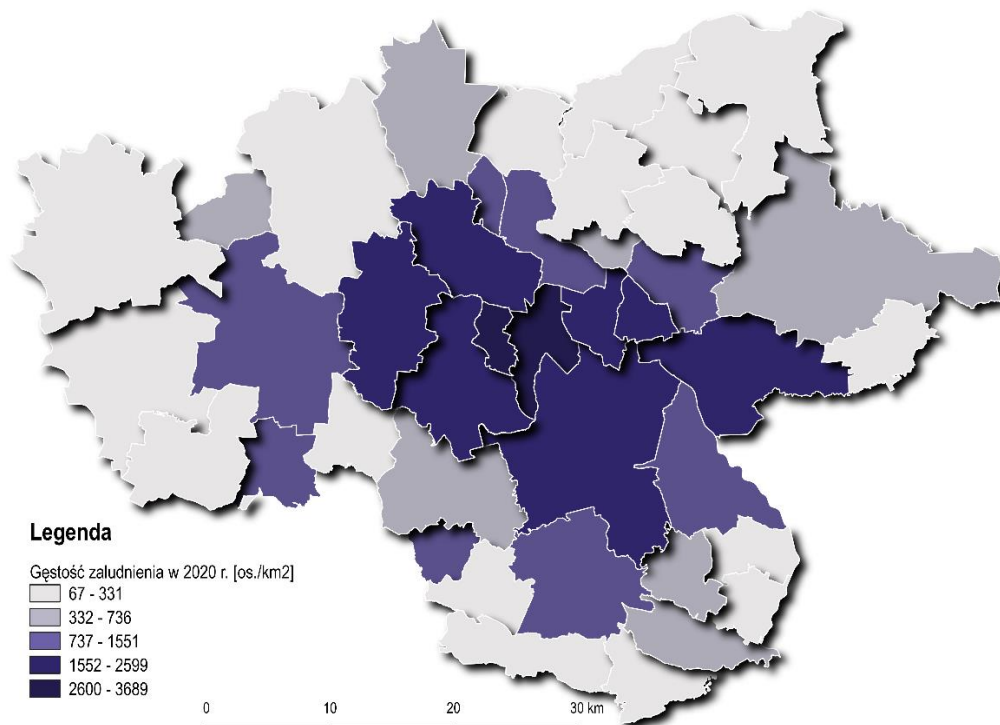 Legenda
Gęstość zaludnienia w 2020 r. [os./km2]
67 - 331
332 - 736
737 - 1551
1552 - 2599
2600 - 3689
0 10 20 30 km